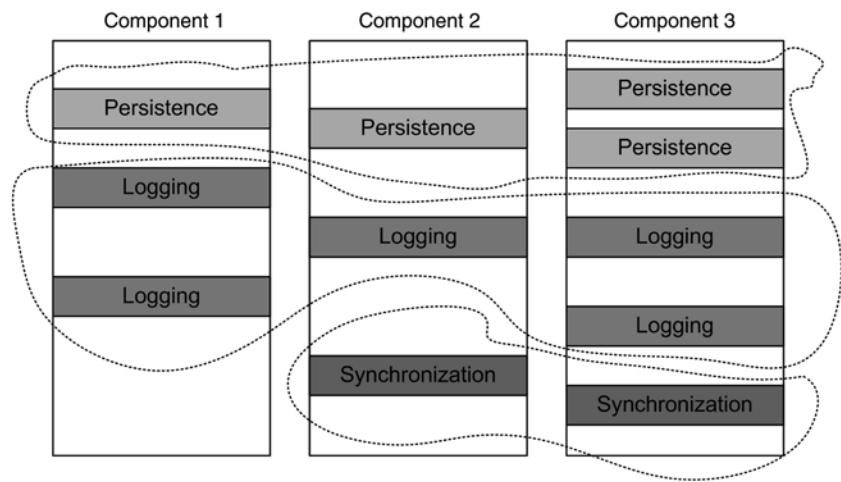 Component 1
Component 2
Component 3
Persistence
Logging
Logging
Persistence
Logging
Synchronization
Persistence
Persistence
Logging
Logging
Synchronization